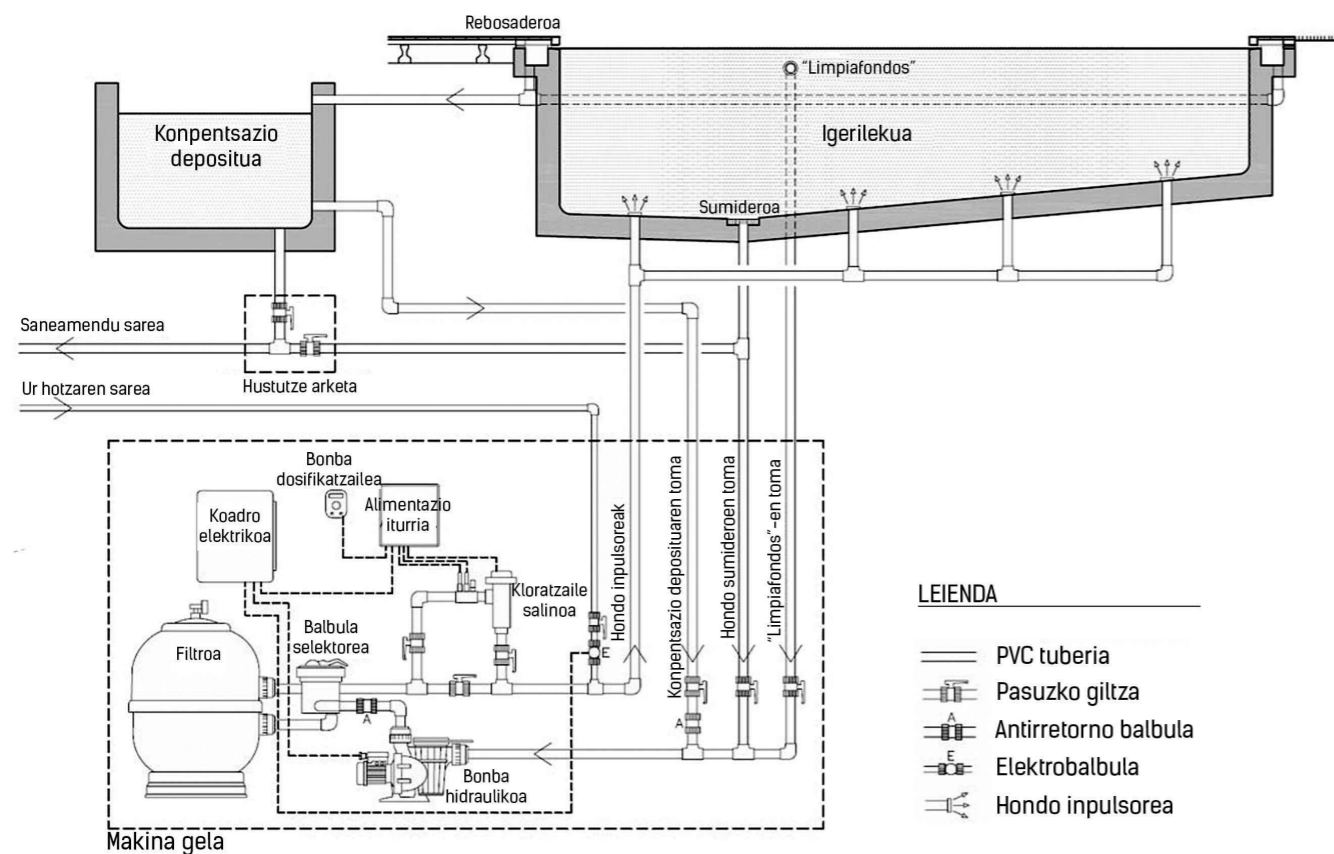 Rebosaderoa
"Limpiafondos"
Konpentsazio
depositua
Igerilekua
Sumideroa
Saneamendu sarea
Hustutze arketa
Ur hotzaren sarea
Bonba
dosifikatzailea
Alimentazio
iturria
Koadro
elektrikoa
Kloratzaile
salinoa
Hondo inpulsoreak
Konpentsazio deposituaren toma
Hondo sumideroen toma
"Limpiafondos"-en toma
Balbula
selektorea
Filtroa
E
A
A
Bonba
hidraulikoa
Makina gela
LEIENDA
PVC tuberia
Pasuzko giltza
A
Antirretorno balbula
E
Elektrobalbula
Hondo inpulsorea